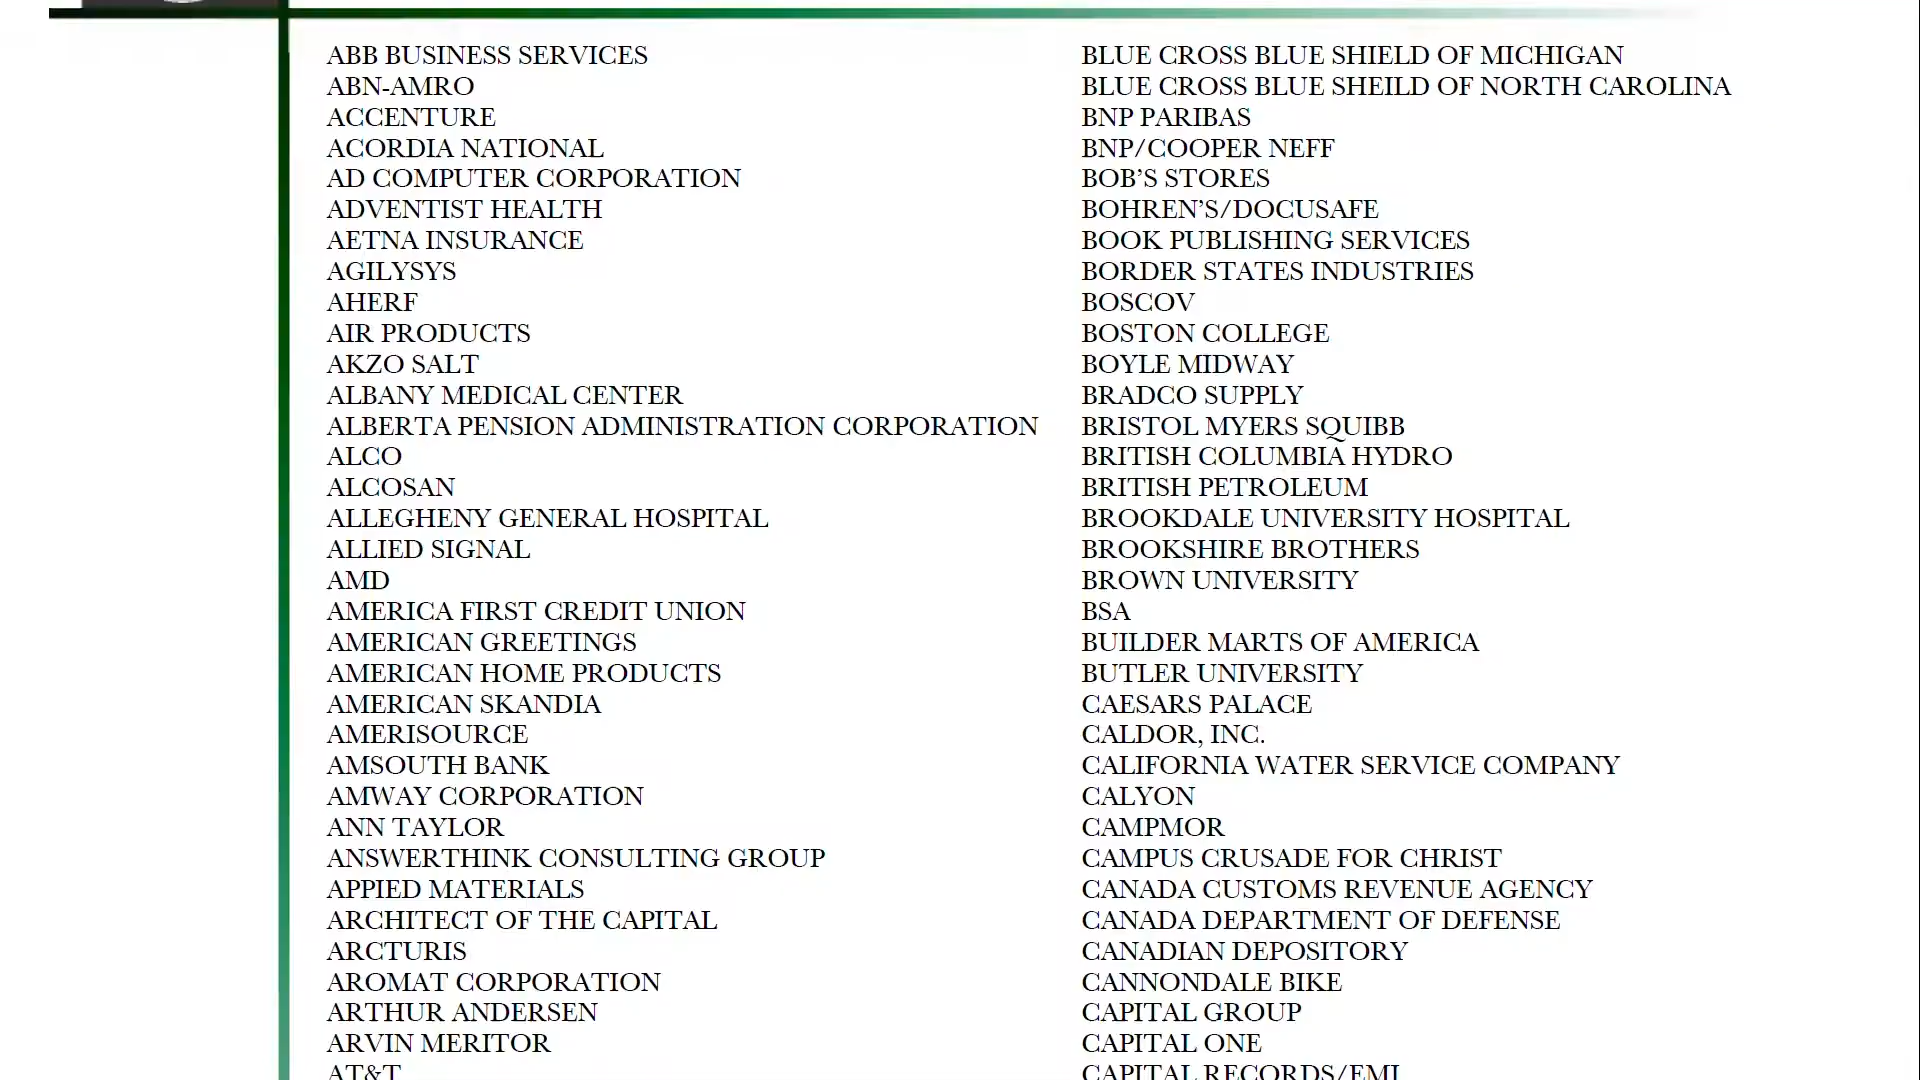 ABB BUSINESS SERVICES
ABN-AMRO
ACCENTURE
ACORDIA NATIONAL
AD COMPUTER CORPORATION
ADVENTIST HEALTH
AETNA INSURANCE
AGILYSYS
AHERF
AIR PRODUCTS
AKZO SALT
ALBANY MEDICAL CENTER
ALBERTA PENSION ADMINISTRATION CORPORATION
ALCO
ALCOSAN
ALLEGHENY GENERAL HOSPITAL
ALLIED SIGNAL
AMD
AMERICA FIRST CREDIT UNION
AMERICAN GREETINGS
AMERICAN HOME PRODUCTS
AMERICAN SKANDIA
AMERISOURCE
AMSOUTH BANK
AMWAY CORPORATION
ANN TAYLOR
ANSWERTHINK CONSULTING GROUP
APPIED MATERIALS
ARCHITECT OF THE CAPITAL
ARCTURIS
AROMAT CORPORATION
ARTHUR ANDERSEN
ARVIN MERITOR
AT&T
BLUE CROSS BLUE SHIELD OF MICHIGAN
BLUE CROSS BLUE SHEILD OF NORTH CAROLINA
BNP PARIBAS
BNP/COOPER NEFF
BOB’S STORES
BOHREN’S/DOCUSAFE
BOOK PUBLISHING SERVICES
BORDER STATES INDUSTRIES
BOSCOV
BOSTON COLLEGE
BOYLE MIDWAY
BRADCO SUPPLY
BRISTOL MYERS SQUIBB
BRITISH COLUMBIA HYDRO
BRITISH PETROLEUM
BROOKDALE UNIVERSITY HOSPITAL
BROOKSHIRE BROTHERS
BROWN UNIVERSITY
BSA
BUILDER MARTS OF AMERICA
BUTLER UNIVERSITY
CAESARS PALACE
CALDOR, INC.
CALIFORNIA WATER SERVICE COMPANY
CALYON
CAMPMOR
CAMPUS CRUSADE FOR CHRIST
CANADA CUSTOMS REVENUE AGENCY
CANADA DEPARTMENT OF DEFENSE
CANADIAN DEPOSITORY
CANNONDALE BIKE
CAPITAL GROUP
CAPITAL ONE
CAPITAL RECORDS/EMI